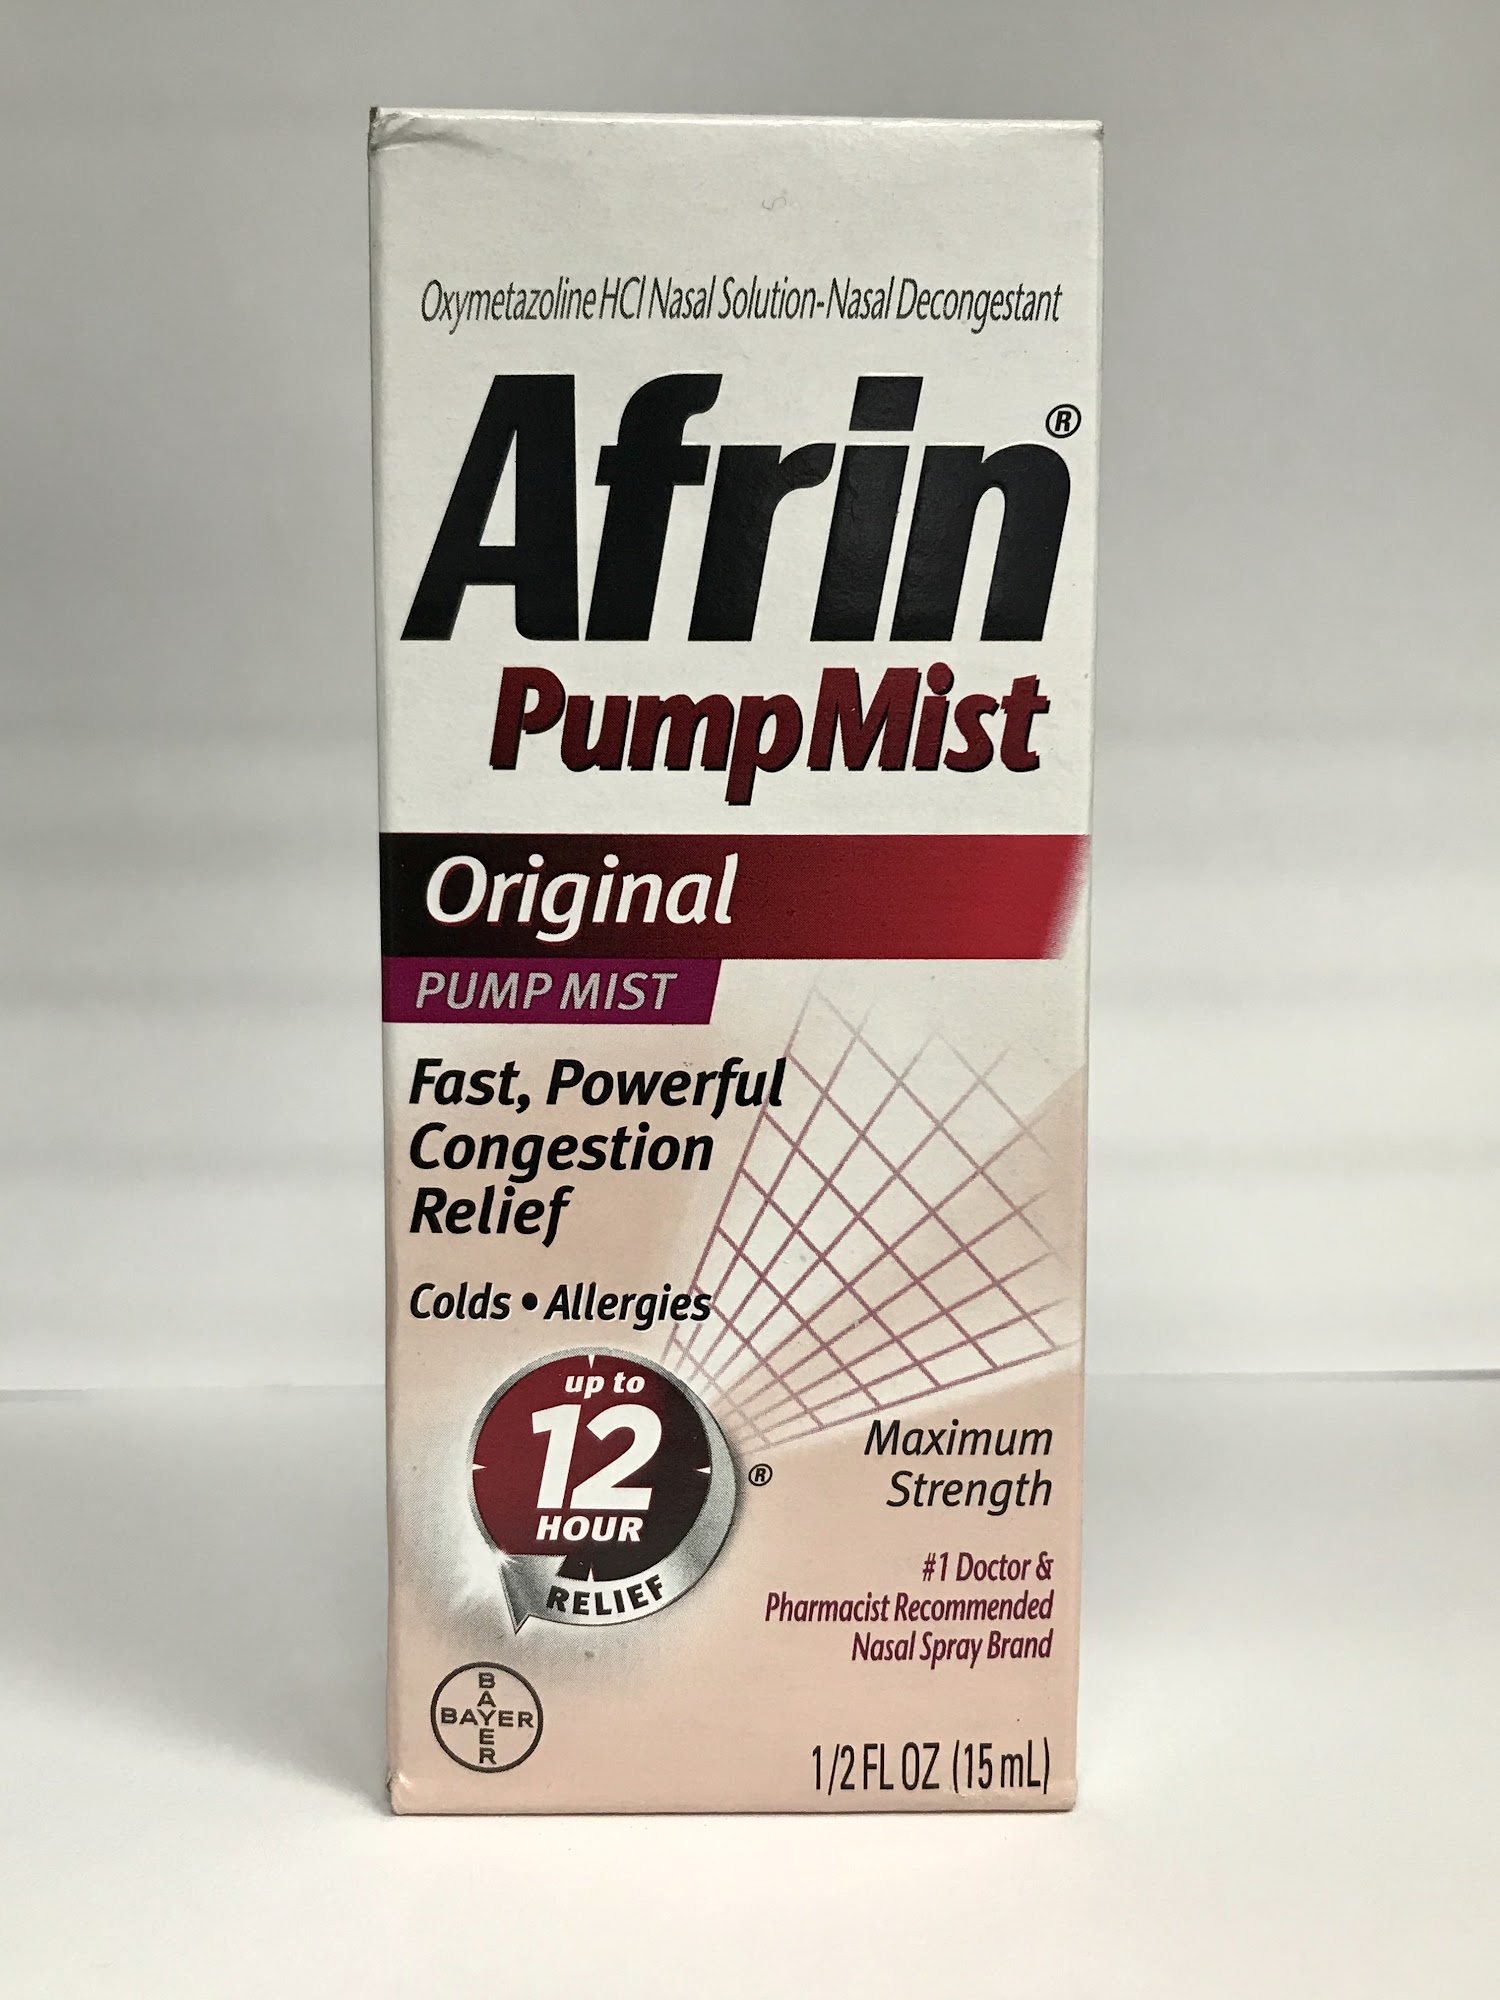 Oxymetazoline HCl Nasal Solution-Nasal Decongestant
Afrin®
PumpMist
Original
PUMP MIST
Fast, Powerful
Congestion
Relief
Colds • Allergies
up to
12
HOUR
RELIEF
®
Maximum
Strength
#1 Doctor &
Pharmacist Recommended
Nasal Spray Brand
BAYER
BAYER
1/2 FL OZ (15 mL)